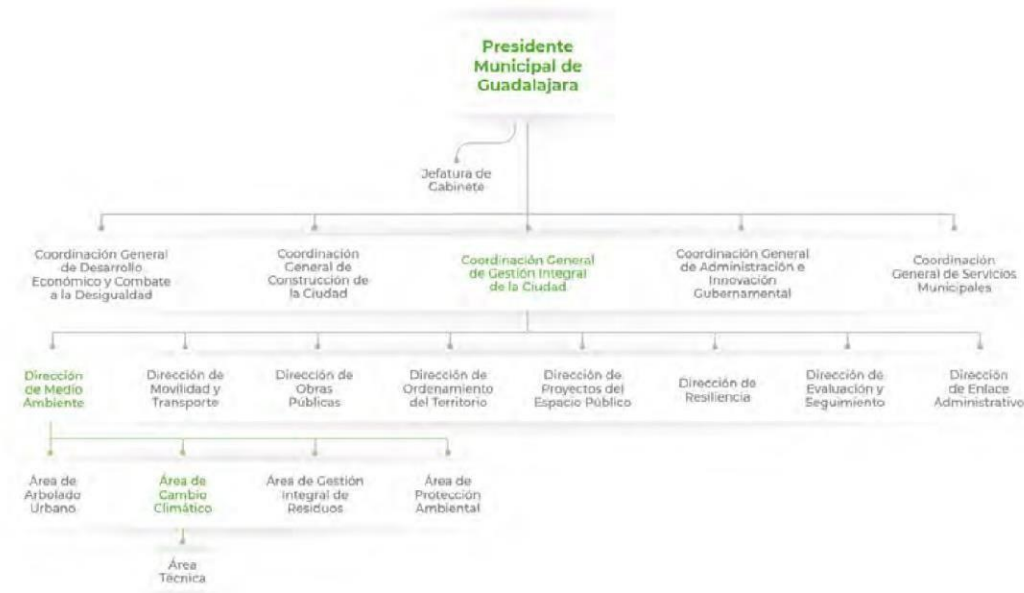 Presidente
Municipal de
Guadalajara
Jefatura de
Gabinete
Coordinación General
de Desarrollo
Económico y Combate
a la Desigualdad
Coordinación
General de
Construcción de
la Ciudad
Coordinación General
de Gestión Integral
de la Ciudad
Coordinación General
de Administración e
Innovación
Gubernamental
Coordinación
General de Servicios
Municipales
Dirección
de Medio
Ambiente
Dirección de
Movilidad y
Transporte
Dirección de
Obras
Públicas
Dirección de
Ordenamiento
del Territorio
Dirección de
Proyectos del
Espacio Público
Dirección de
Resiliencia
Dirección de
Evaluación y
Seguimiento
Dirección
de Enlace
Administrativo
Área de
Arbolado
Urbano
Área de
Cambio
Climático
Área de Gestión
Integral de
Residuos
Área de
Protección
Ambiental
Área
Técnica